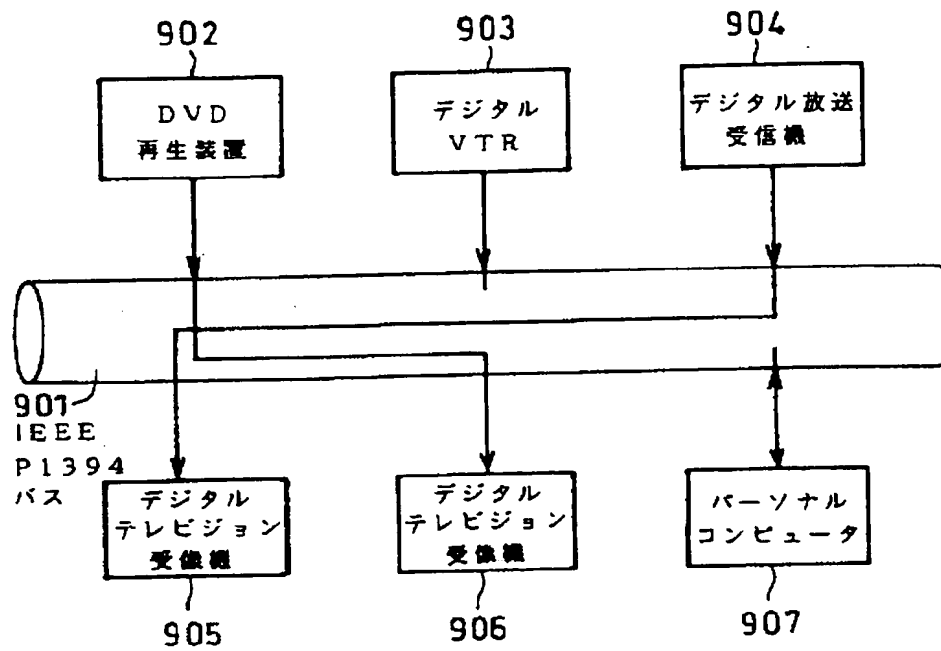 902
903
904
DVD
再生装置
デジタル
VTR
デジタル放送
受信機
901
IEEE
P1394
バス
デジタル
テレビジョン
受像機
デジタル
テレビジョン
受像機
パーソナル
コンピュータ
905
906
907